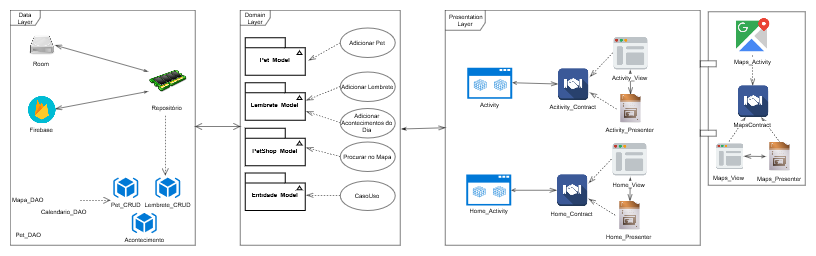 Data
Layer
Room
Firebase
Repositório
Pet_CRUD
Lembrete_CRUD
Acontecimento
Mapa_DAO
Calendario_DAO
Pet_DAO
Domain
Layer
Pet Model
Lembrete Model
PetShop Model
Entidade Model
Adicionar Pet
Adicionar Lembrete
Adicionar
Acontecimentos do
Dia
Procurar no Mapa
CasoUso
Presentation
Layer
Activity
Acitivity_Contract
Activity_View
Activity_Presenter
Home_Activity
Home_Contract
Home_View
Home_Presenter
Maps_Activity
MapsContract
Maps_View
Maps_Presenter